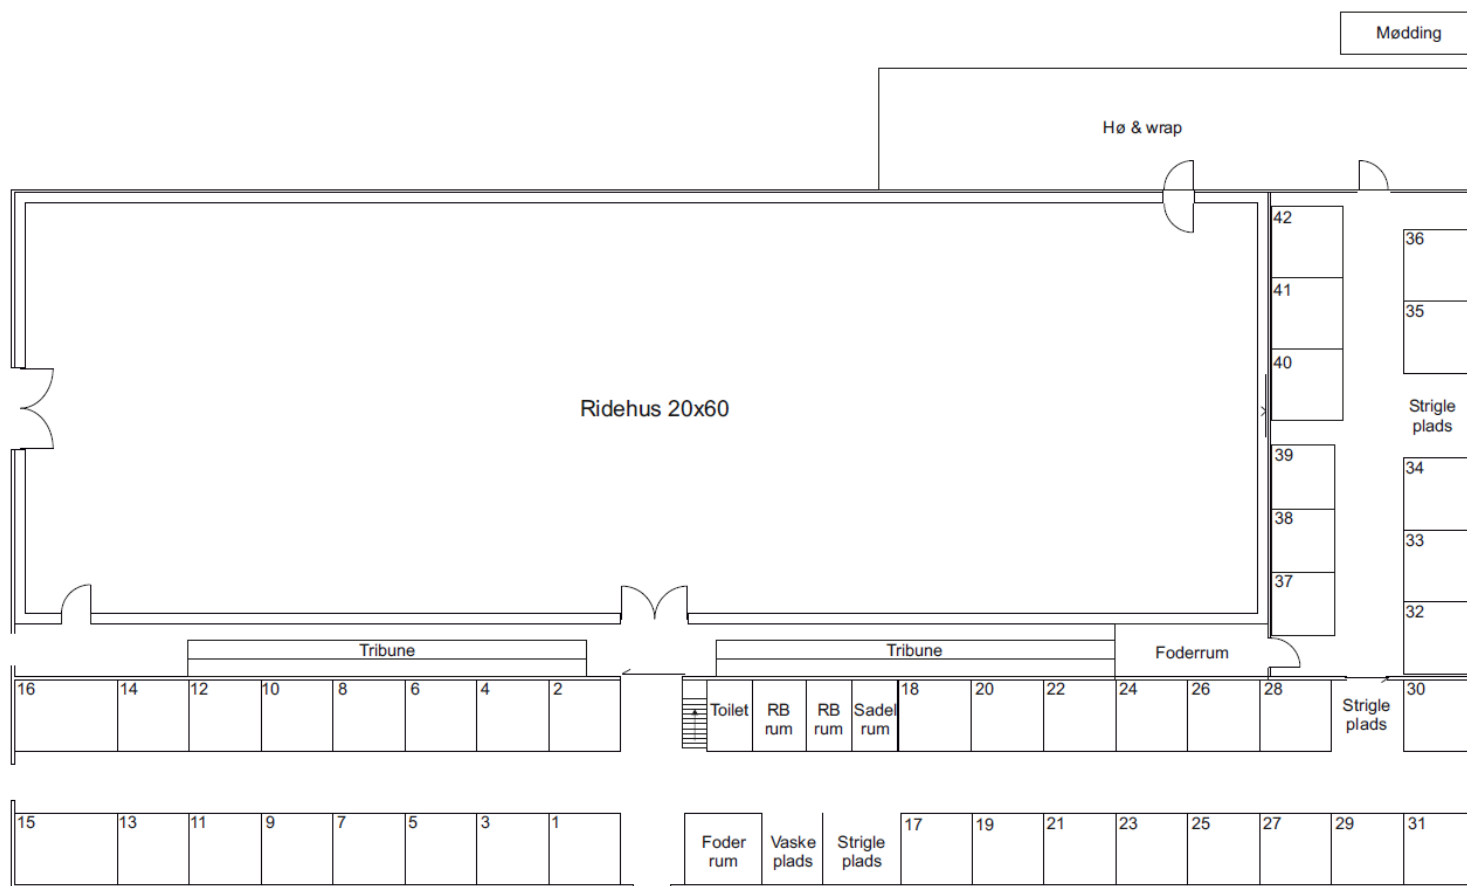 Mødding
Hø & wrap
42
36
41
35
40
Ridehus 20x60
Strigle
plads
39
34
38
33
37
32
Tribune
Tribune
Foderrum
16
14
12
10
8
6
4
2
Toilet
RB
rum
RB
rum
Sadel
rum
18
20
22
24
26
28
Strigle
plads
30
15
13
11
9
7
5
3
1
Foder
rum
Vaske
plads
Strigle
plads
17
19
21
23
25
27
29
31